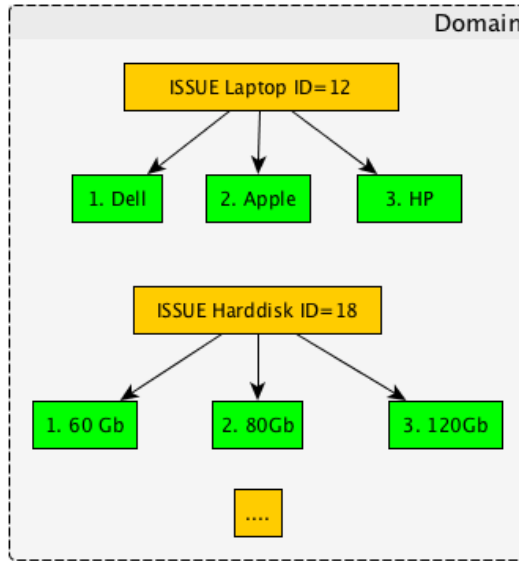 Domain
ISSUE Laptop ID=12
1. Dell
2. Apple
3. HP
ISSUE Harddisk ID=18
1. 60 Gb
2. 80Gb
3. 120Gb
....